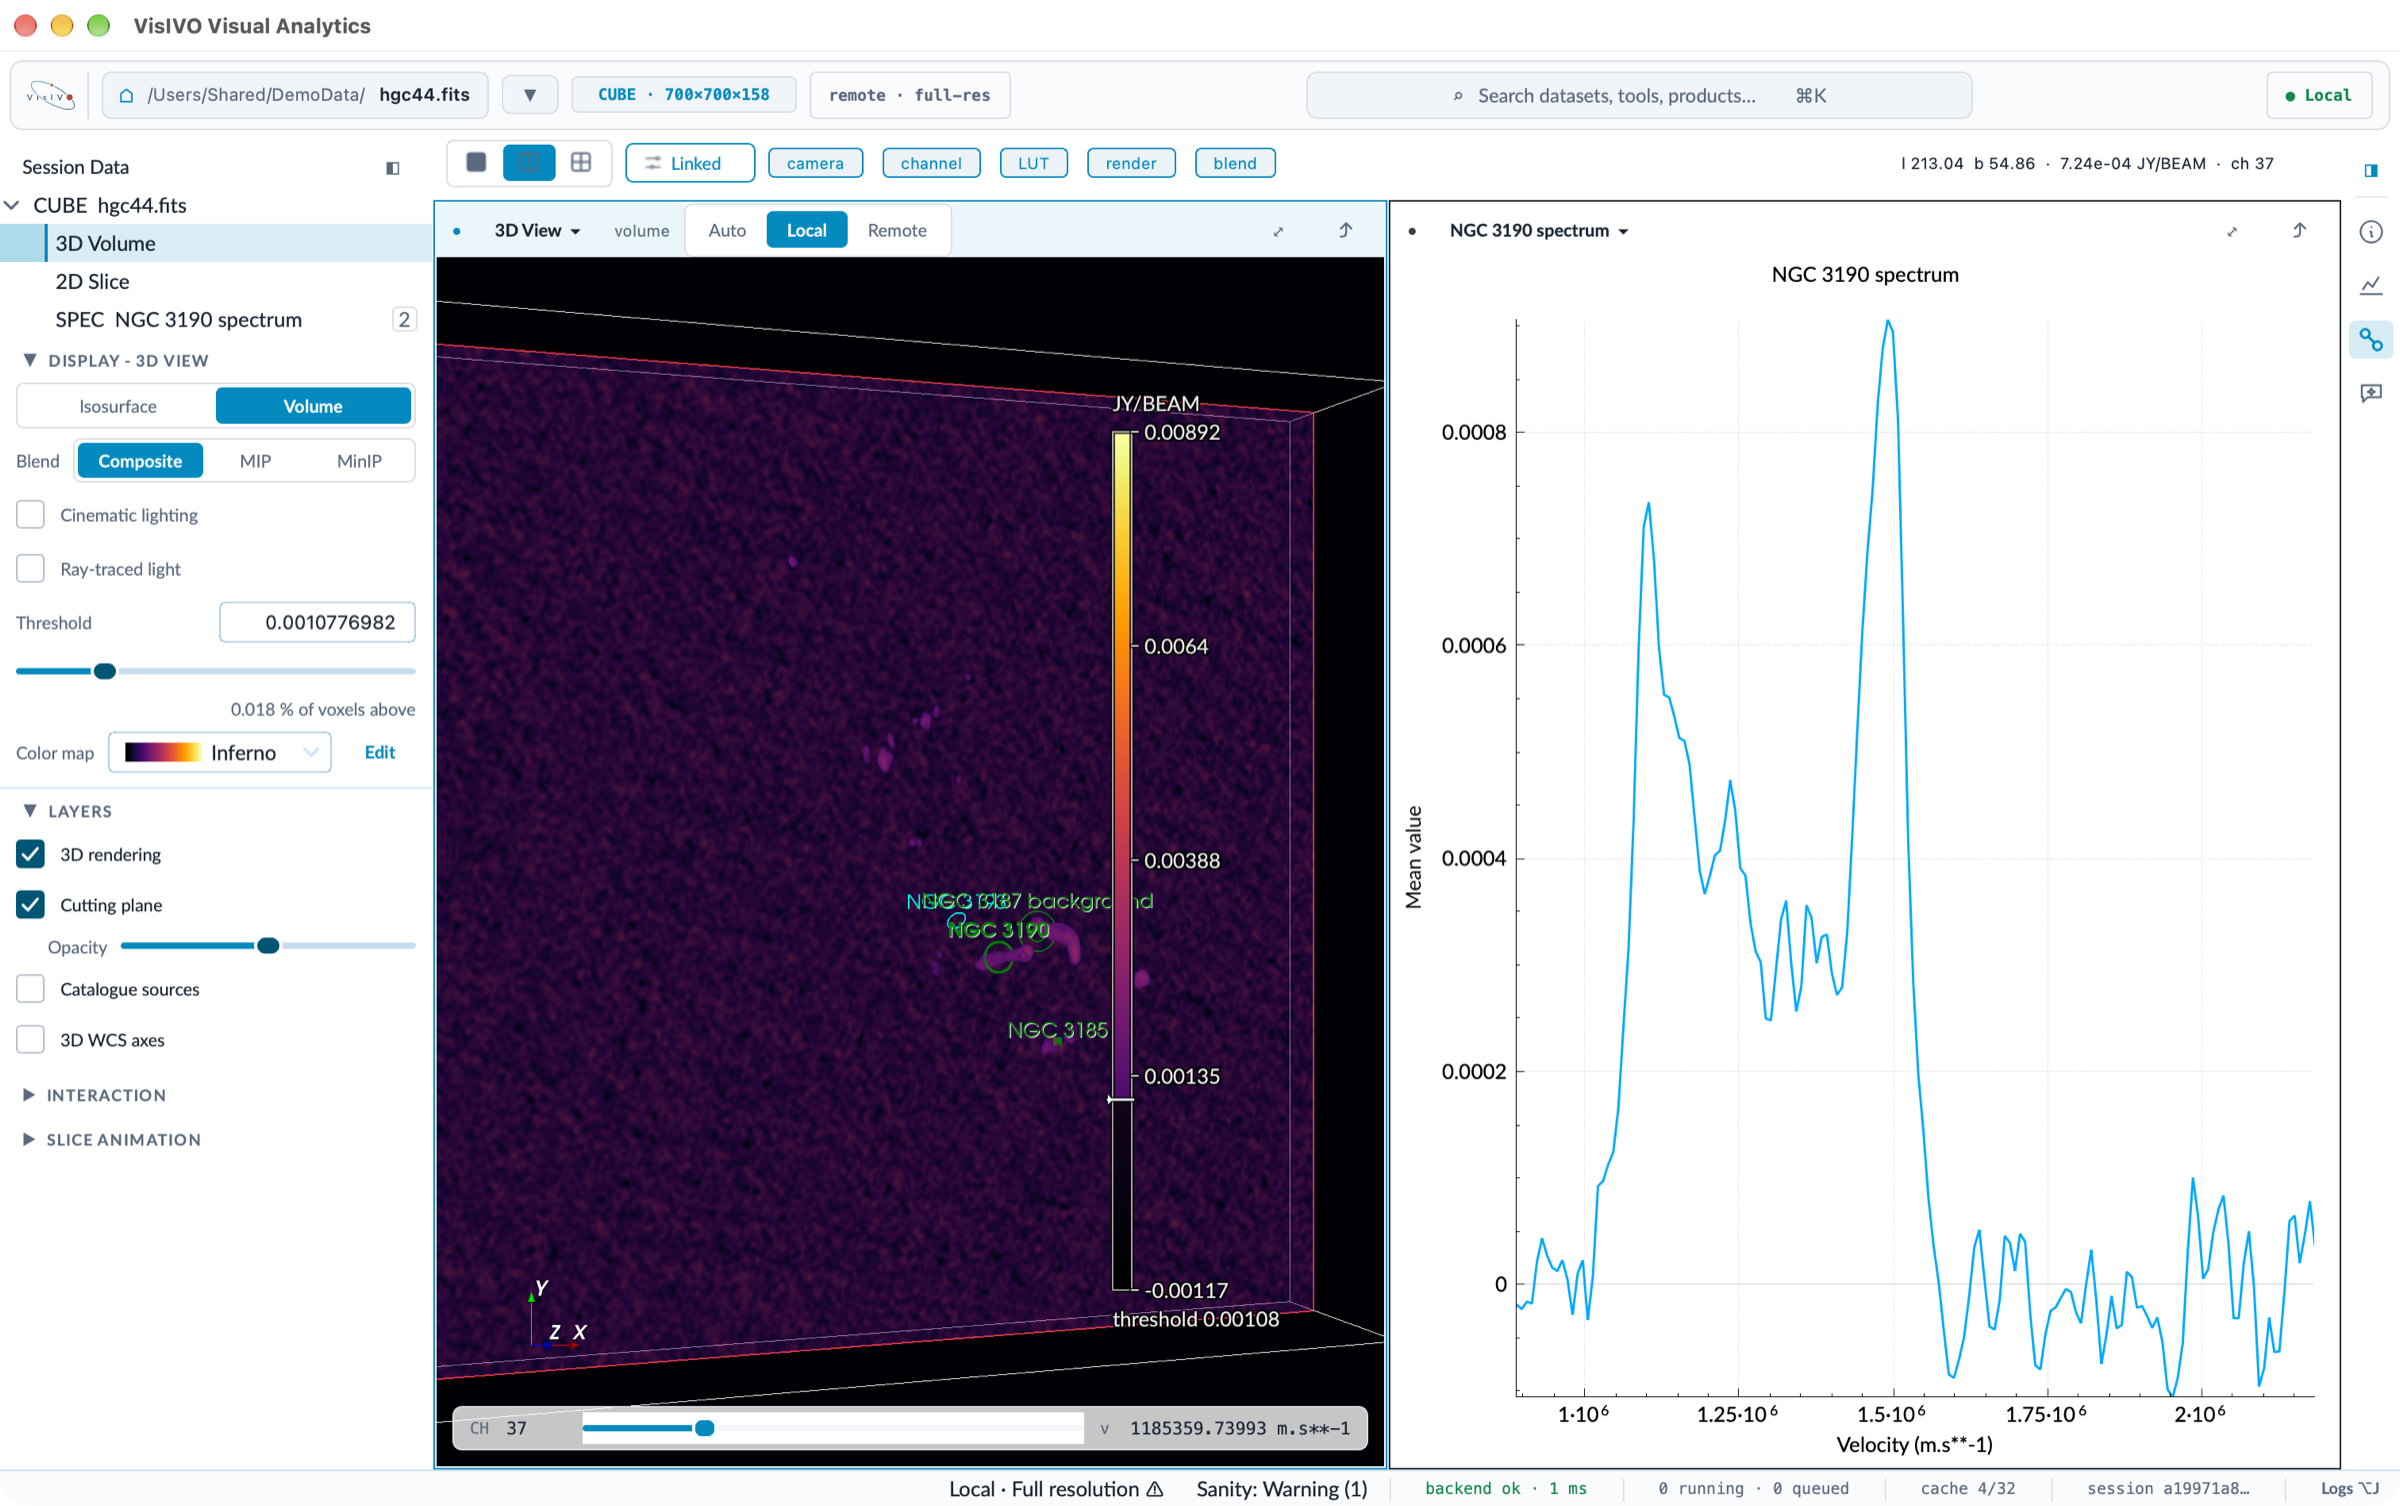 VisIVO Visual Analytics
VisIVO
/Users/Shared/DemoData/ hgc44.fits
CUBE · 700×700×158
remote · full-res
Search datasets, tools, products... ⌘K
Local
Session Data
Linked
camera
channel
LUT
render
blend
l 213.04 b 54.86 · 7.24e-04 JY/BEAM · ch 37
CUBE hgc44.fits
3D Volume
2D Slice
SPEC NGC 3190 spectrum 2
DISPLAY - 3D VIEW
Isosurface Volume
Blend Composite MIP MinIP
Cinematic lighting
Ray-traced light
Threshold 0.0010776982
0.018 % of voxels above
Color map Inferno Edit
LAYERS
3D rendering
Cutting plane
Opacity
Catalogue sources
3D WCS axes
INTERACTION
SLICE ANIMATION
3D View volume Auto Local Remote
JY/BEAM
0.00892
0.0064
0.00388
0.00135
-0.00117
threshold 0.00108
NGC 3187 background
NGC 3190
NGC 3185
Y
Z X
CH 37 v 1185359.73993 m.s**-1
NGC 3190 spectrum
NGC 3190 spectrum
0.0008
0.0006
0.0004
0.0002
0
Mean value
1·10⁶ 1.25·10⁶ 1.5·10⁶ 1.75·10⁶ 2·10⁶
Velocity (m.s**-1)
Local · Full resolution
Sanity: Warning (1)
backend ok · 1 ms
0 running · 0 queued
cache 4/32
session a19971a8…
Logs ⌥J